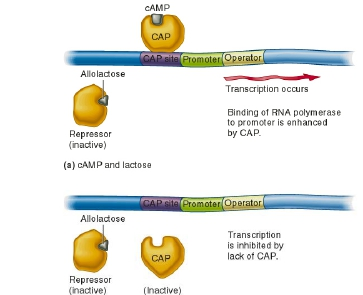 cAMP
CAP
CAP site Promoter Operator
Allolactose
Transcription occurs
Binding of RNA polymerase
to promoter is enhanced
by CAP.
Repressor
(inactive)
(a) cAMP and lactose
CAP site Promoter Operator
Allolactose
CAP
Transcription
is inhibited by
lack of CAP.
Repressor
(inactive)
(Inactive)